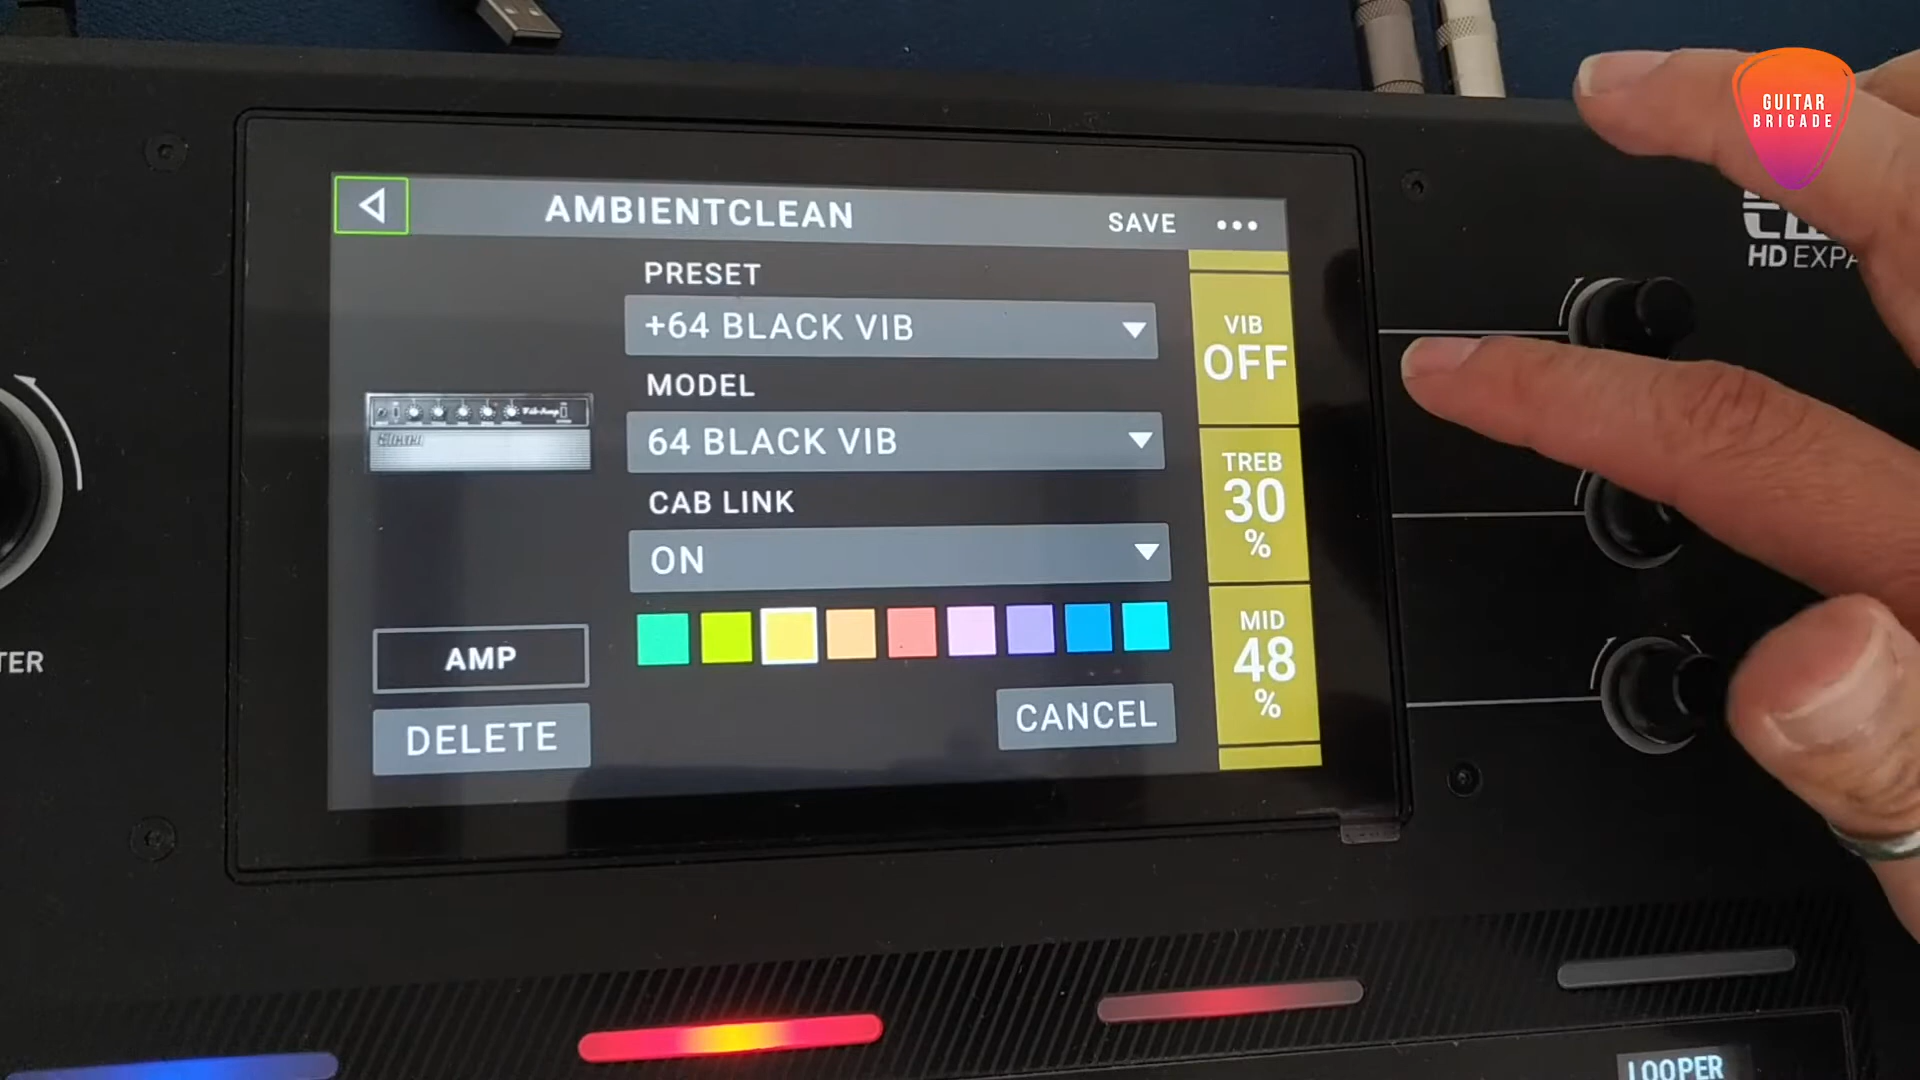 GUITAR
BRIGADE
AMBIENTCLEAN
SAVE
PRESET
+64 BLACK VIB
MODEL
64 BLACK VIB
CAB LINK
ON
AMP
DELETE
CANCEL
VIB
OFF
TREB
30
%
MID
48
%
HD EXPA
TER
LOOPER